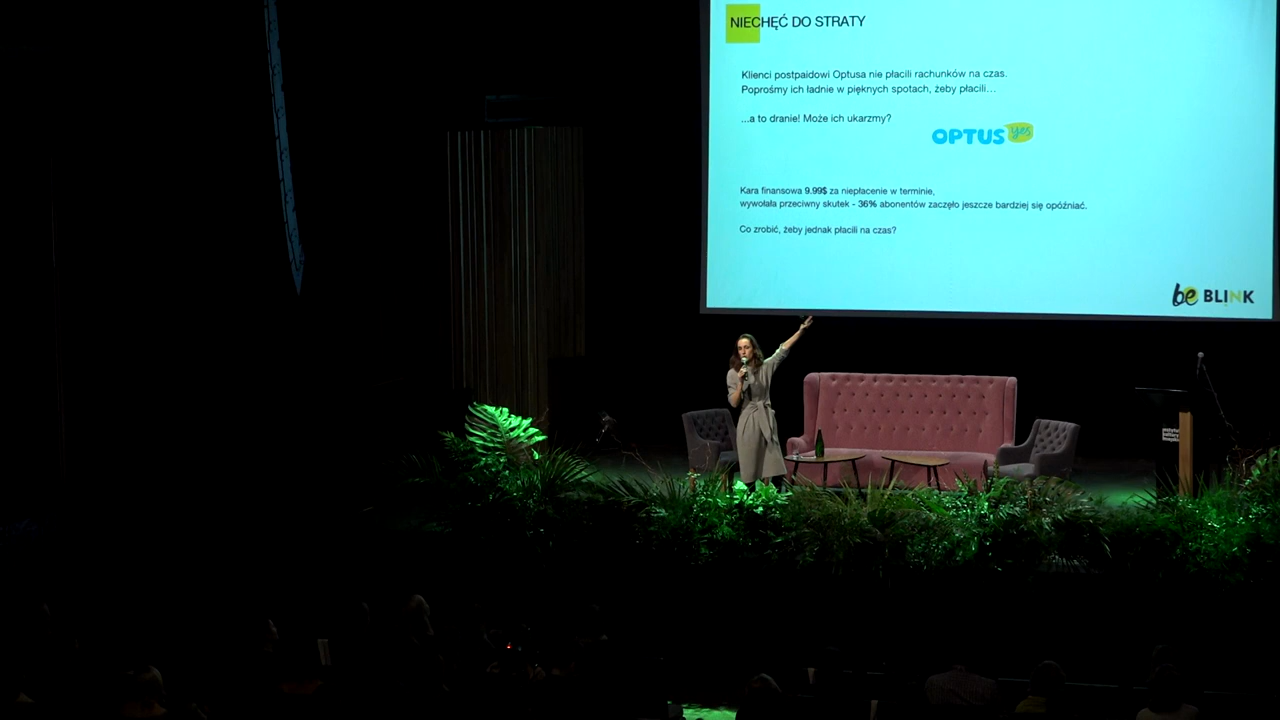 NIECHĘĆ DO STRATY
Klienci postpaidowi Optusa nie płacili rachunków na czas.
Poprośmy ich ładnie w pięknych spotach, żeby płacili…
...a to dranie! Może ich ukarzmy?
OPTUS yes
Kara finansowa 9.99$ za niepłacenie w terminie,
wywołała przeciwny skutek - 36% abonentów zaczęło jeszcze bardziej się opóźniać.
Co zrobić, żeby jednak płacili na czas?
be BLINK